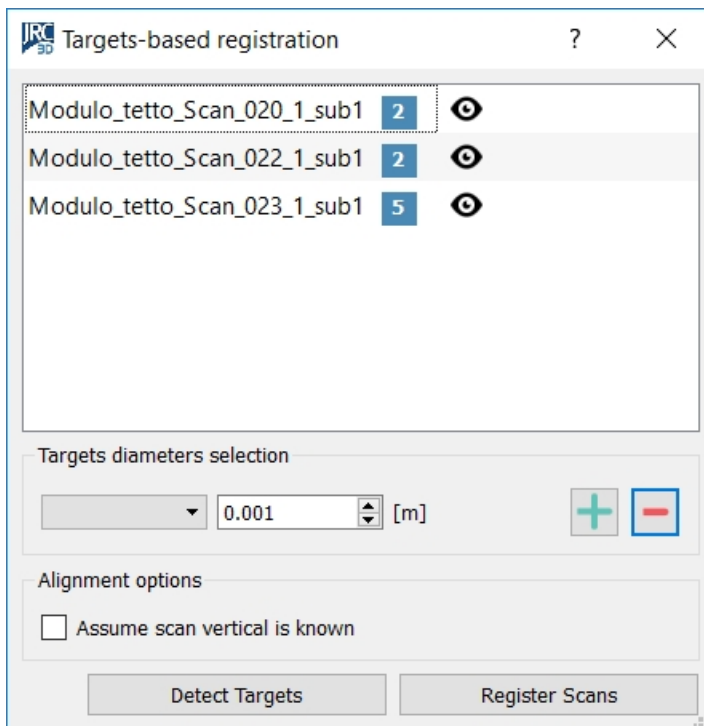 JRC 3D Targets-based registration ? ×
Modulo_tetto_Scan_020_1_sub1 2
Modulo_tetto_Scan_022_1_sub1 2
Modulo_tetto_Scan_023_1_sub1 5
Targets diameters selection
0.001 [m]
Alignment options
Assume scan vertical is known
Detect Targets Register Scans